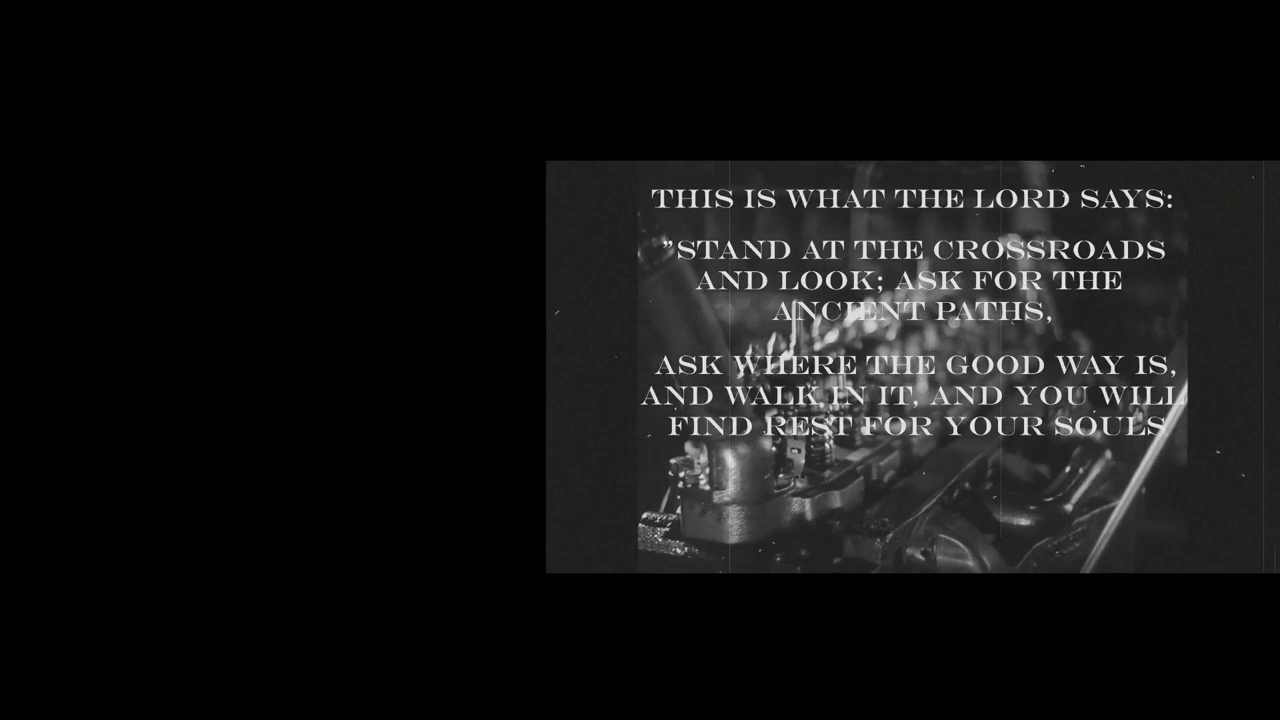 THIS IS WHAT THE LORD SAYS:
”STAND AT THE CROSSROADS
AND LOOK; ASK FOR THE
ANCIENT PATHS,
ASK WHERE THE GOOD WAY IS,
AND WALK IN IT, AND YOU WILL
FIND REST FOR YOUR SOULS